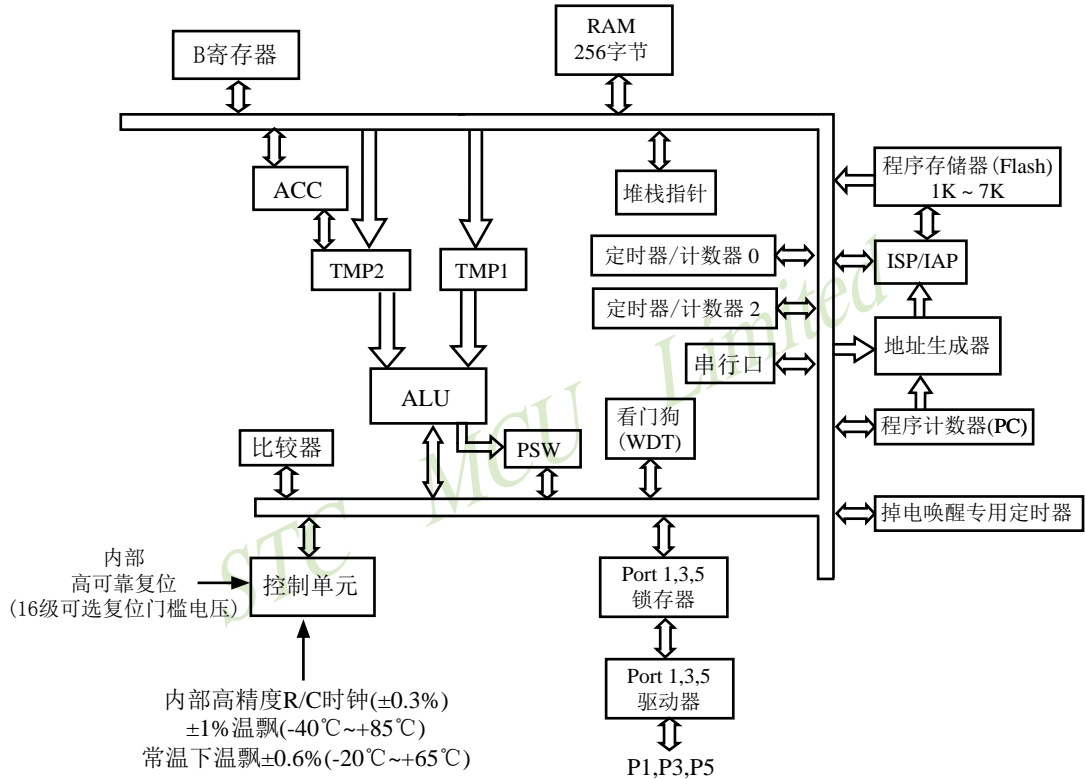 B寄存器
RAM
256字节
ACC
堆栈指针
程序存储器(Flash)
1K ~ 7K
TMP2
TMP1
定时器/计数器 0
ISP/IAP
定时器/计数器 2
地址生成器
串行口
ALU
看门狗
(WDT)
程序计数器(PC)
比较器
PSW
掉电唤醒专用定时器
内部
高可靠复位
(16级可选复位门槛电压)
控制单元
Port 1,3,5
锁存器
内部高精度R/C时钟(±0.3%)
±1%温飘(-40℃~+85℃)
常温下温飘±0.6%(-20℃~+65℃)
Port 1,3,5
驱动器
P1,P3,P5
STC MCU Limited